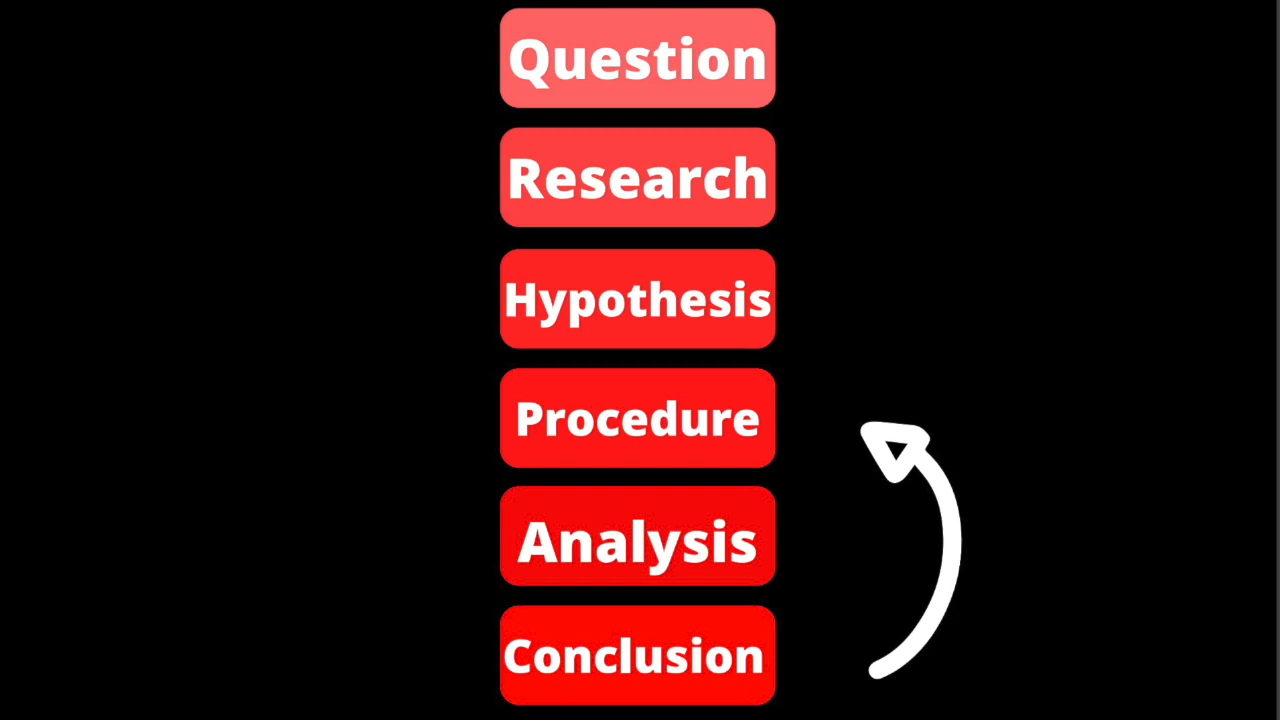 Question
Research
Hypothesis
Procedure
Analysis
Conclusion